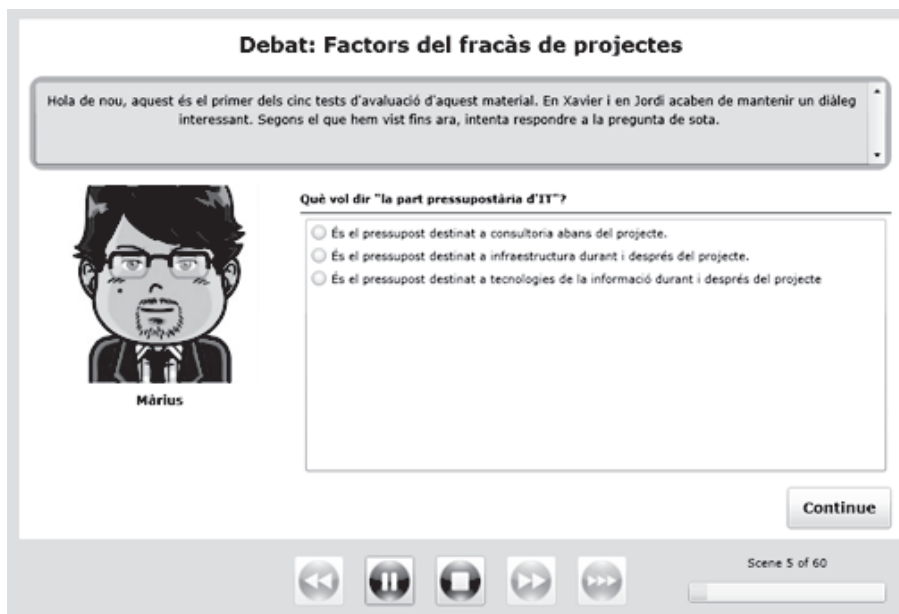 Debat: Factors del fracàs de projectes
Hola de nou, aquest és el primer dels cinc tests d'avaluació d'aquest material. En Xavier i en Jordi acaben de mantenir un diàleg
interessant. Segons el que hem vist fins ara, intenta respondre a la pregunta de sota.
Què vol dir "la part pressupostària d'IT"?
És el pressupost destinat a consultoria abans del projecte.
És el pressupost destinat a infraestructura durant i després del projecte.
És el pressupost destinat a tecnologies de la informació durant i després del projecte
Màrius
Continue
Scene 5 of 60